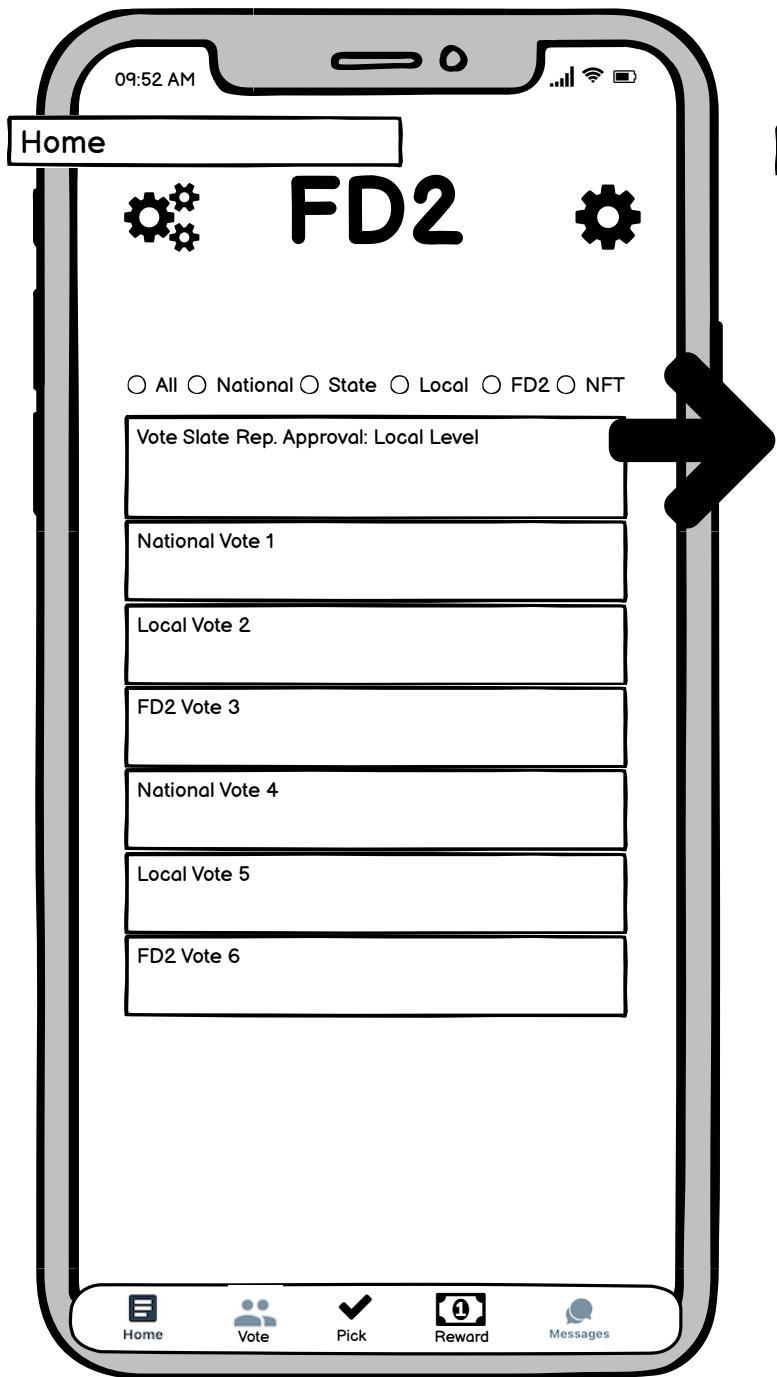 09:52 AM
Home
FD2
All National State Local FD2 NFT
Vote Slate Rep. Approval: Local Level
National Vote 1
Local Vote 2
FD2 Vote 3
National Vote 4
Local Vote 5
FD2 Vote 6
1
Home Vote Pick Reward Messages